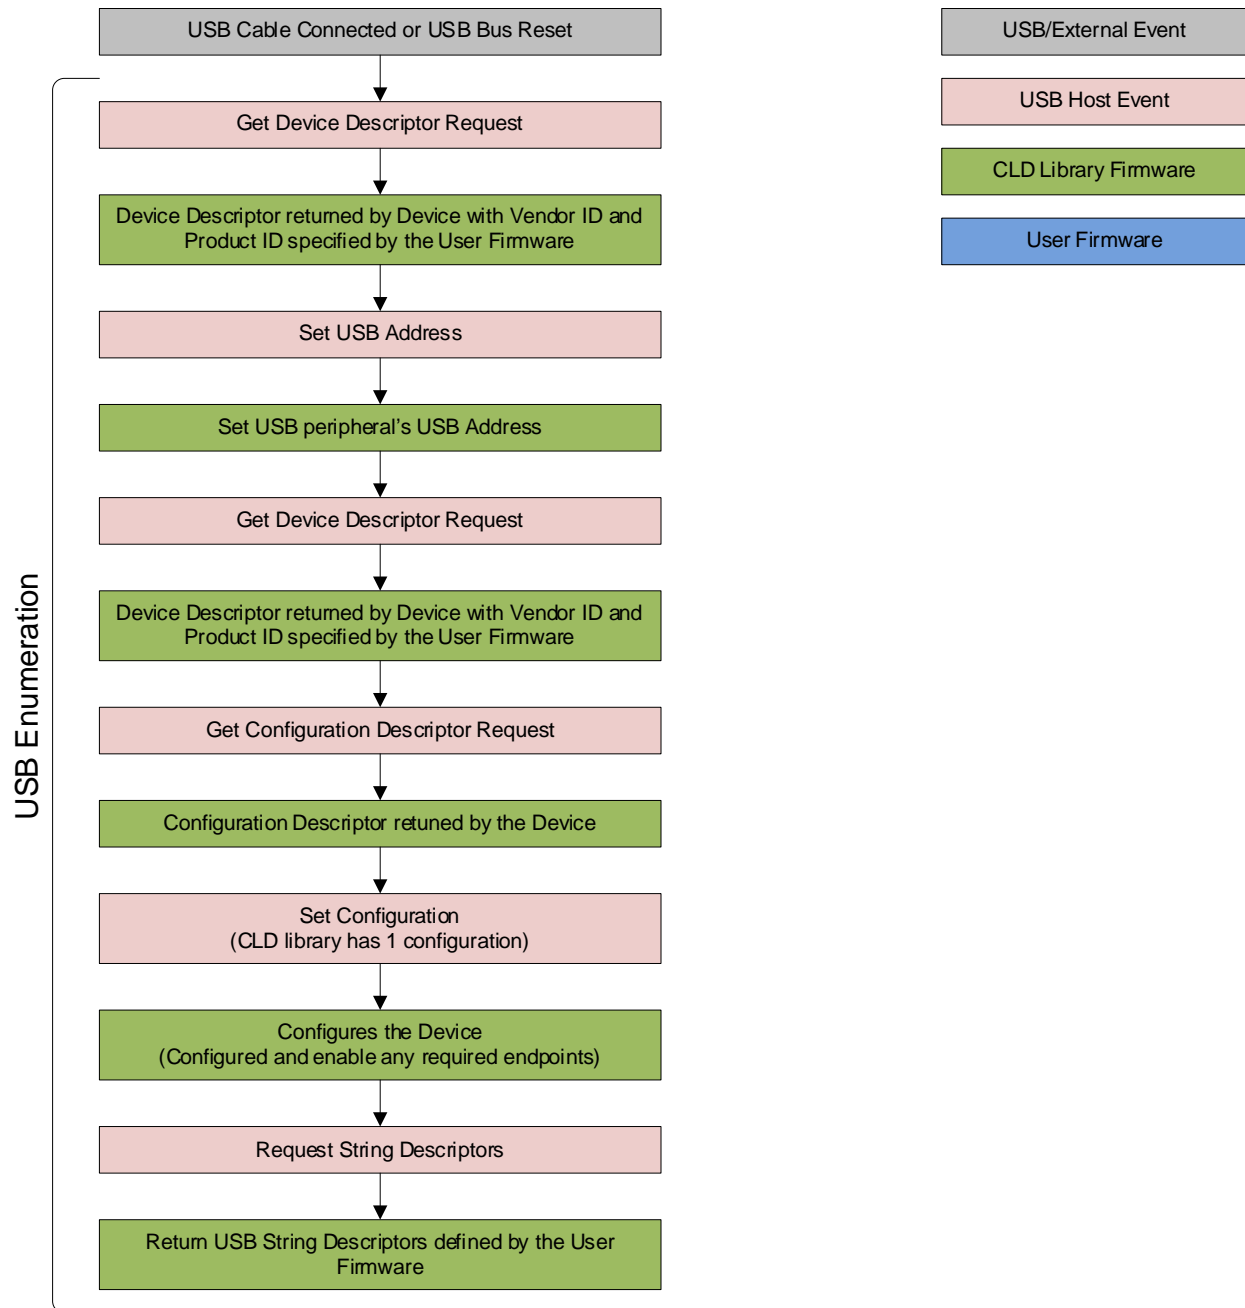 USB Cable Connected or USB Bus Reset
Get Device Descriptor Request
Device Descriptor returned by Device with Vendor ID and
Product ID specified by the User Firmware
Set USB Address
Set USB peripheral's USB Address
Get Device Descriptor Request
Device Descriptor returned by Device with Vendor ID and
Product ID specified by the User Firmware
Get Configuration Descriptor Request
Configuration Descriptor retuned by the Device
Set Configuration
(CLD library has 1 configuration)
Configures the Device
(Configured and enable any required endpoints)
Request String Descriptors
Return USB String Descriptors defined by the User
Firmware
USB Enumeration
USB/External Event
USB Host Event
CLD Library Firmware
User Firmware